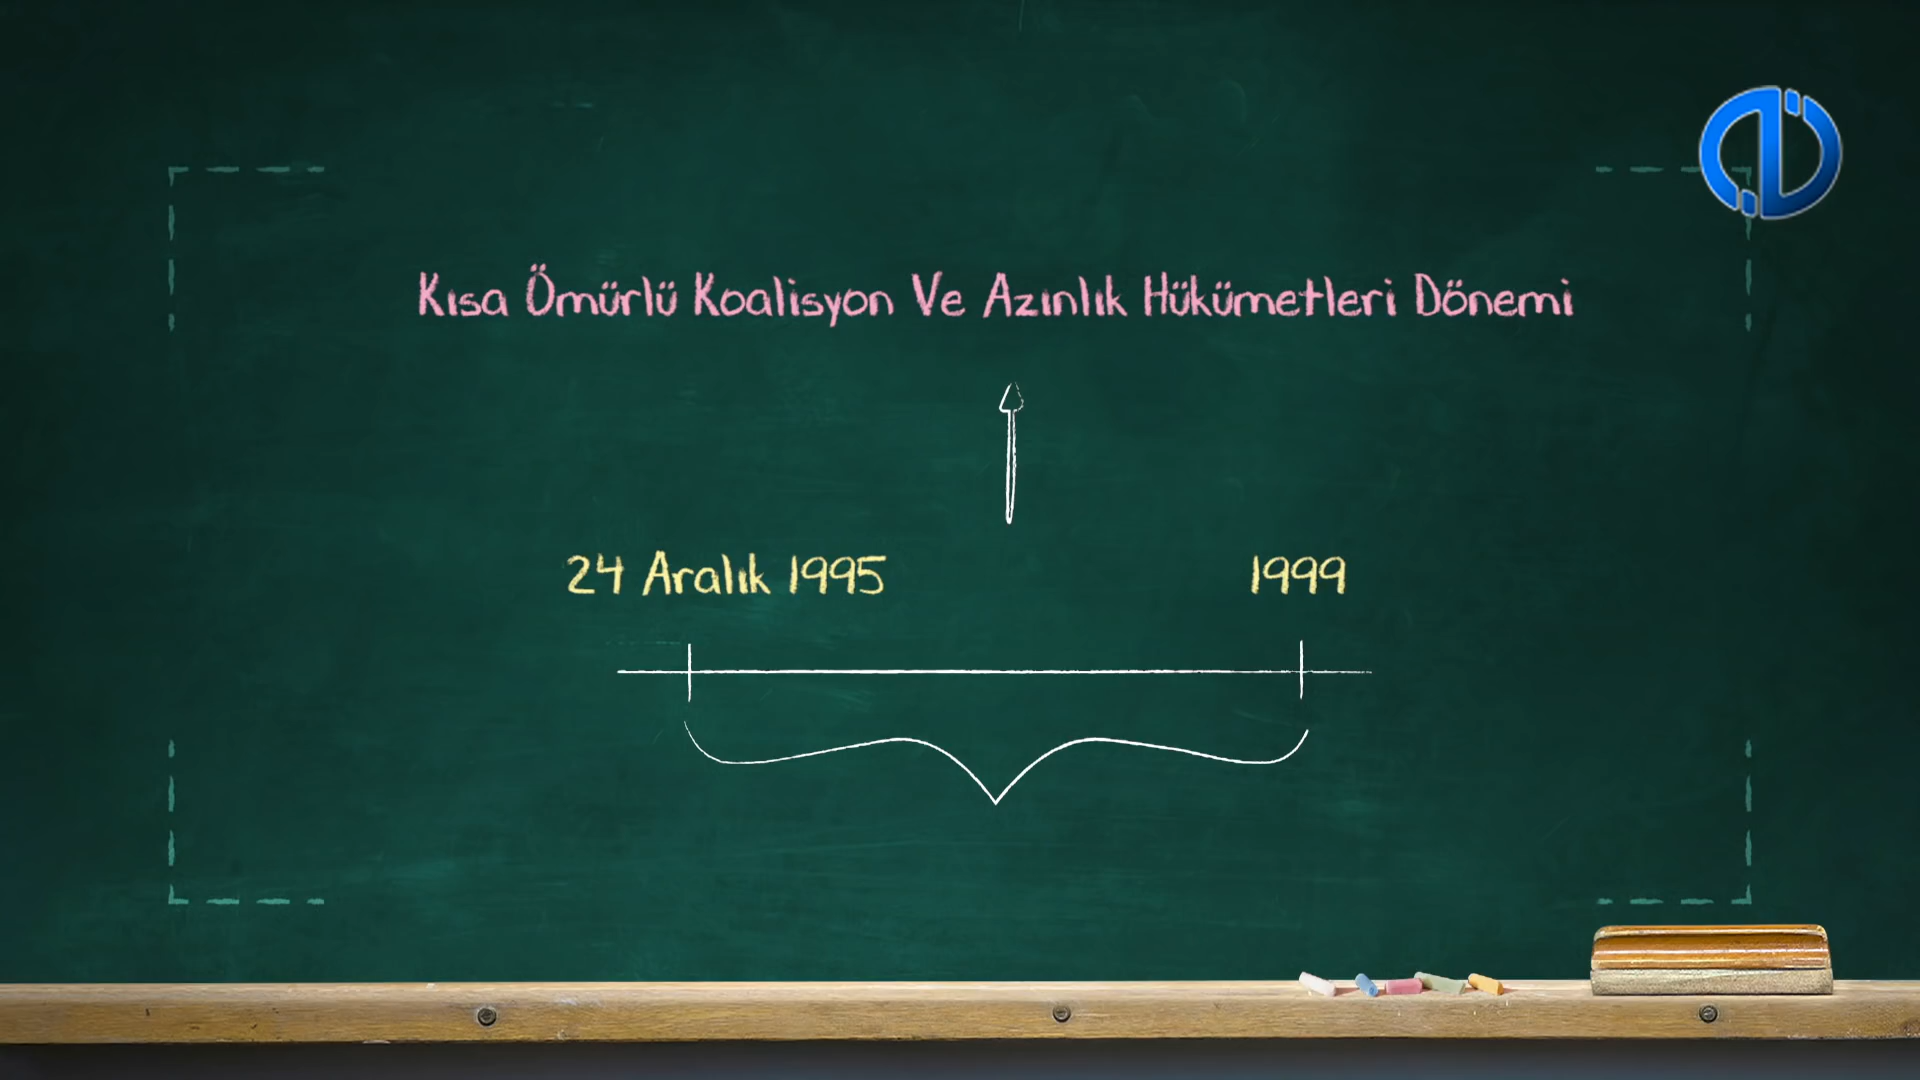 Kısa Ömürlü Koalisyon Ve Azınlık Hükümetleri Dönemi
24 Aralık 1995 1999